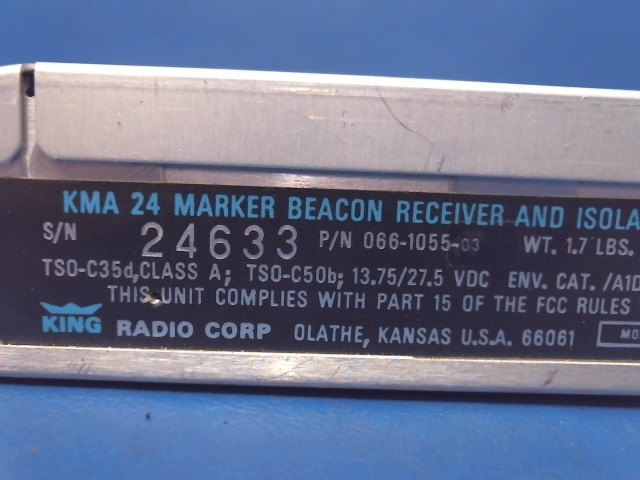 KMA 24 MARKER BEACON RECEIVER AND ISOLA
S/N 24633 P/N 066-1055-03 WT. 1.7 LBS.
TSO-C35d,CLASS A; TSO-C50b; 13.75/27.5 VDC ENV. CAT. /A1D
THIS UNIT COMPLIES WITH PART 15 OF THE FCC RULES
KING RADIO CORP OLATHE, KANSAS U.S.A. 66061 MO